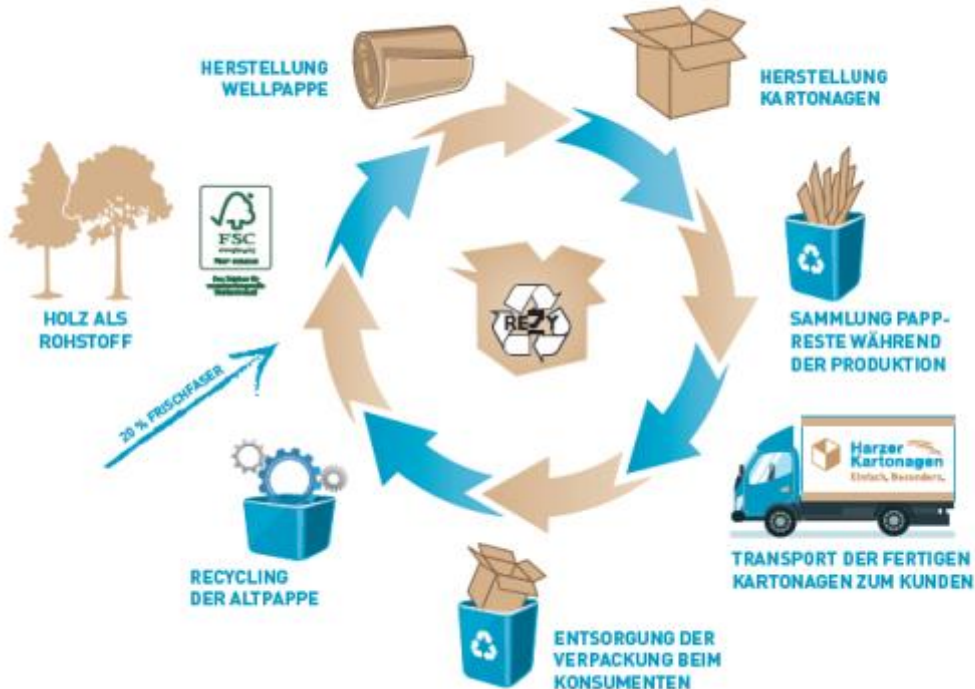 HERSTELLUNG
WELLPAPPE
HERSTELLUNG
KARTONAGEN
FSC
HOLZ ALS
ROHSTOFF
RE Z Y
SAMMLUNG PAPP-
RESTE WÄHREND
DER PRODUKTION
20 % FRISCHFASER
Harzer
Kartonagen
Einfach. Besonders.
TRANSPORT DER FERTIGEN
KARTONAGEN ZUM KUNDEN
RECYCLING
DER ALTPAPPE
ENTSORGUNG DER
VERPACKUNG BEIM
KONSUMENTEN